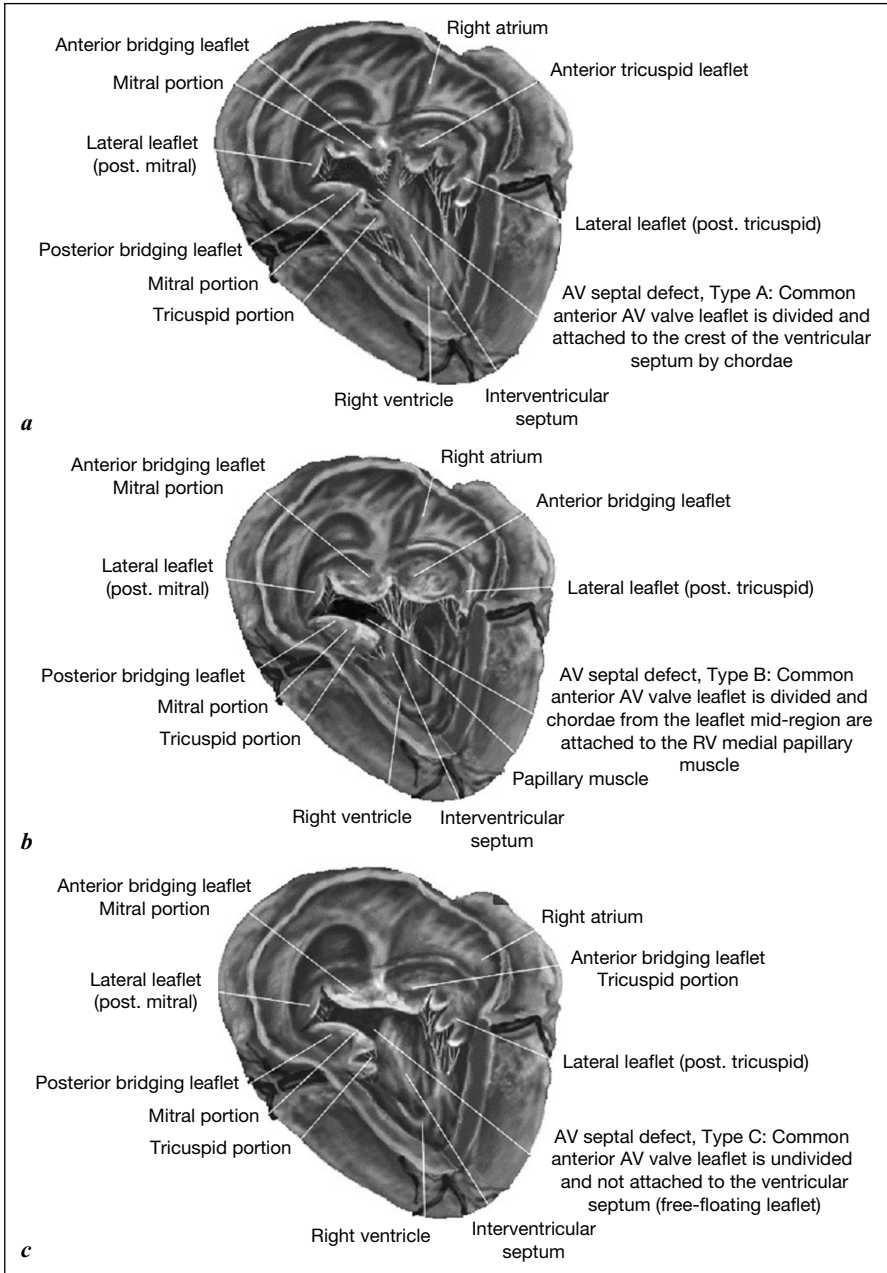 Right atrium
Anterior bridging leaflet
Anterior tricuspid leaflet
Mitral portion
Lateral leaflet
(post. mitral)
Lateral leaflet (post. tricuspid)
Posterior bridging leaflet
Mitral portion
Tricuspid portion
AV septal defect, Type A: Common
anterior AV valve leaflet is divided and
attached to the crest of the ventricular
septum by chordae
Right ventricle
Interventricular
septum
a
Anterior bridging leaflet
Mitral portion
Right atrium
Anterior bridging leaflet
Lateral leaflet
(post. mitral)
Lateral leaflet (post. tricuspid)
Posterior bridging leaflet
Mitral portion
Tricuspid portion
AV septal defect, Type B: Common
anterior AV valve leaflet is divided and
chordae from the leaflet mid-region are
attached to the RV medial papillary
muscle
Papillary muscle
Right ventricle
Interventricular
septum
b
Anterior bridging leaflet
Mitral portion
Right atrium
Anterior bridging leaflet
Tricuspid portion
Lateral leaflet
(post. mitral)
Lateral leaflet (post. tricuspid)
Posterior bridging leaflet
Mitral portion
Tricuspid portion
AV septal defect, Type C: Common
anterior AV valve leaflet is undivided
and not attached to the ventricular
septum (free-floating leaflet)
Right ventricle
Interventricular
septum
c